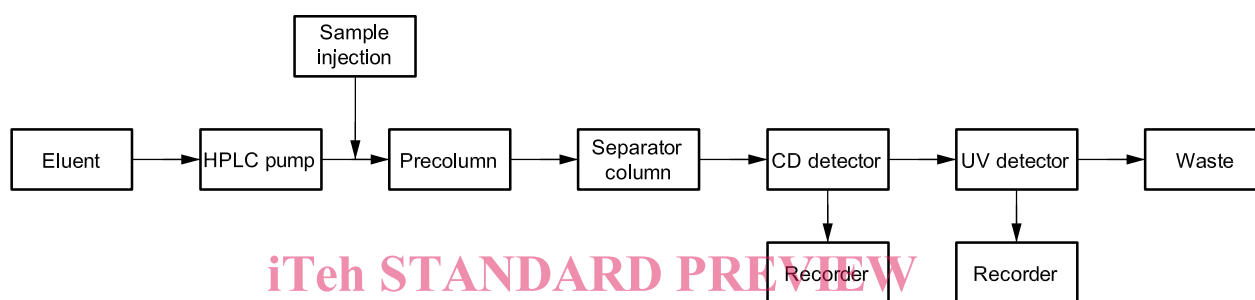 Sample
injection
Eluent
HPLC pump
Precolumn
Separator
column
CD detector
UV detector
Waste
iTeh STANDARD PREVIEW
Recorder
Recorder